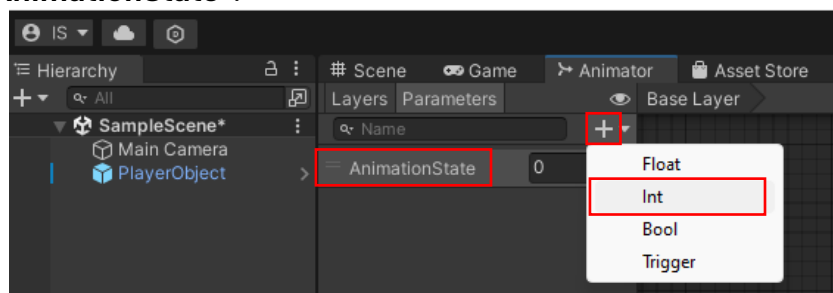 IS
Hierarchy
All
SampleScene*
Main Camera
PlayerObject
Scene Game Animator Asset Store
Layers Parameters Base Layer
Name
AnimationState 0
Float
Int
Bool
Trigger